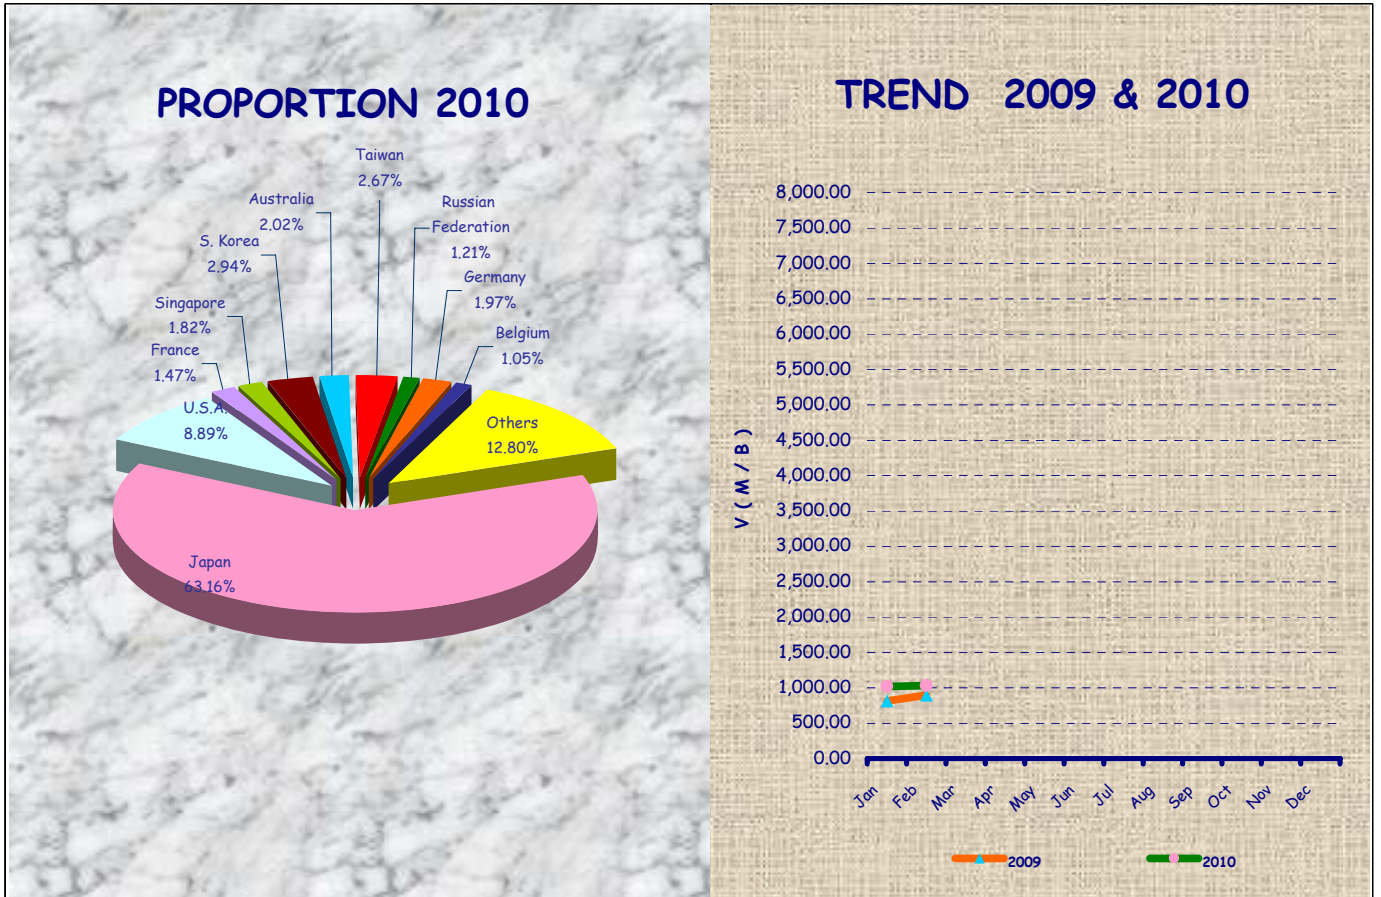 PROPORTION 2010
Taiwan
2.67%
Australia
2.02%
Russian
Federation
1.21%
S. Korea
2.94%
Germany
1.97%
Singapore
1.82%
Belgium
1.05%
France
1.47%
U.S.A.
8.89%
Others
12.80%
Japan
63.16%
TREND 2009 & 2010
8,000.00
7,500.00
7,000.00
6,500.00
6,000.00
5,500.00
5,000.00
4,500.00
4,000.00
3,500.00
3,000.00
2,500.00
2,000.00
1,500.00
1,000.00
500.00
0.00
V ( M / B )
Jan Feb Mar Apr May Jun Jul Aug Sep Oct Nov Dec
2009 2010